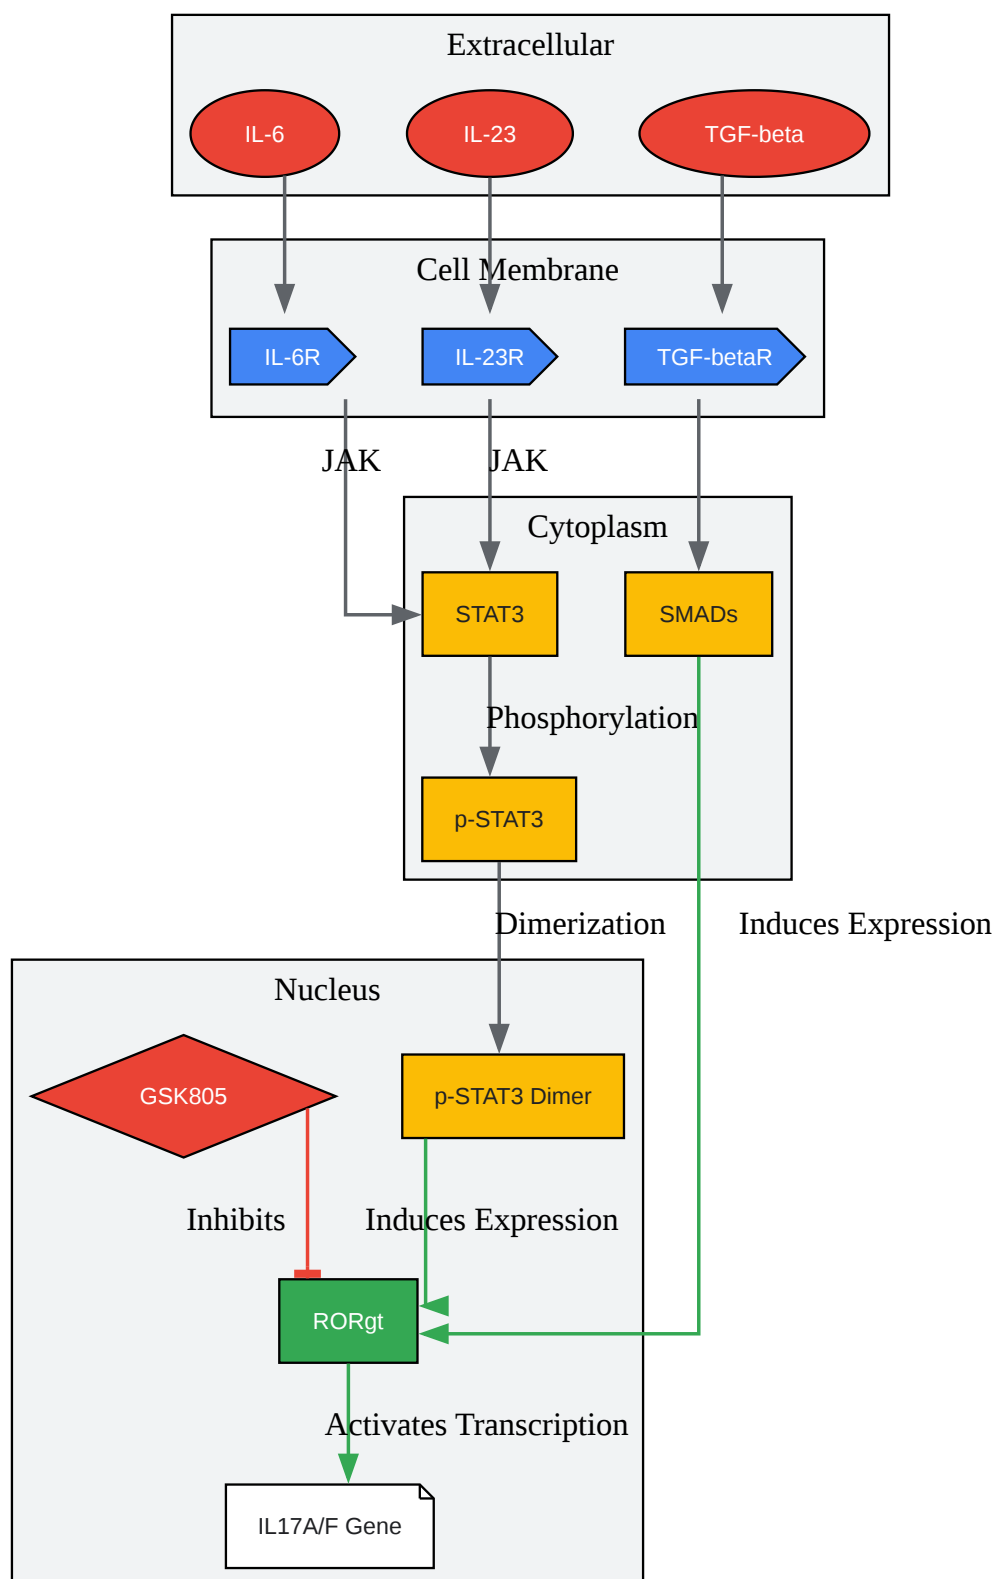 Extracellular
IL-6
IL-23
TGF-beta
Cell Membrane
IL-6R
IL-23R
TGF-betaR
JAK
JAK
Cytoplasm
STAT3
SMADs
Phosphorylation
p-STAT3
Dimerization
Induces Expression
Nucleus
GSK805
p-STAT3 Dimer
Inhibits
Induces Expression
RORgt
Activates Transcription
IL17A/F Gene